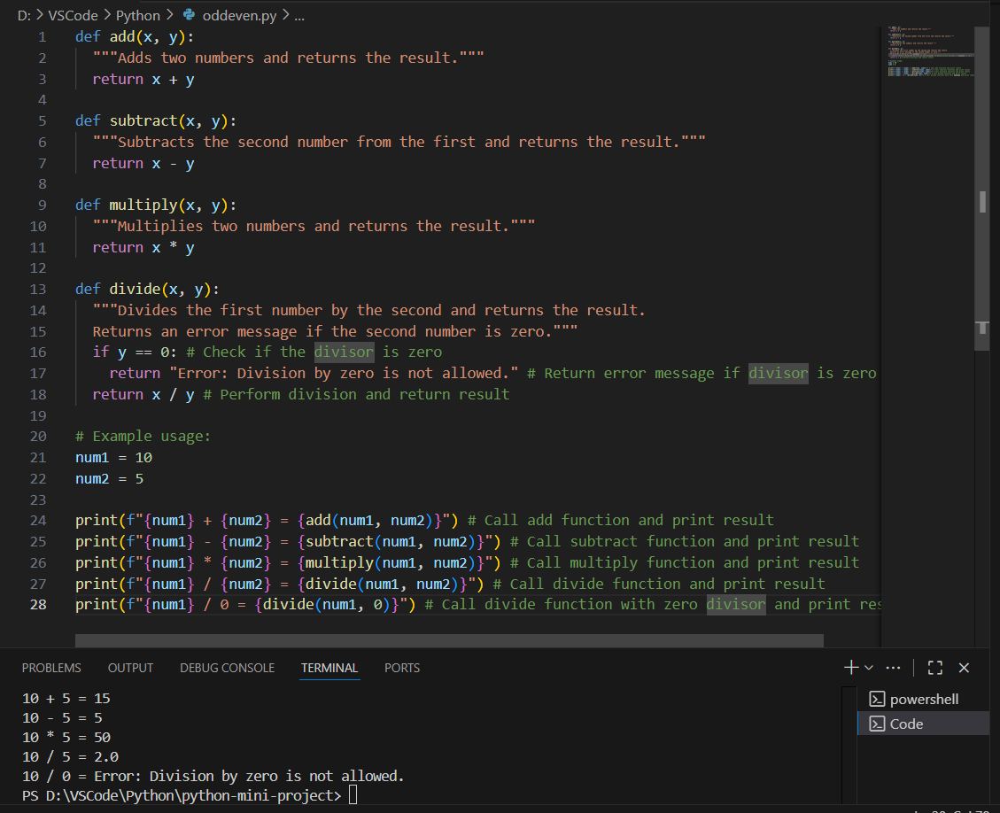 D: > VSCode > Python > oddeven.py > ...
1 def add(x, y):
2 """Adds two numbers and returns the result."""
3 return x + y
4
5 def subtract(x, y):
6 """Subtracts the second number from the first and returns the result."""
7 return x - y
8
9 def multiply(x, y):
10 """Multiplies two numbers and returns the result."""
11 return x * y
12
13 def divide(x, y):
14 """Divides the first number by the second and returns the result.
15 Returns an error message if the second number is zero."""
16 if y == 0: # Check if the divisor is zero
17 return "Error: Division by zero is not allowed." # Return error message if divisor is zero
18 return x / y # Perform division and return result
19
20 # Example usage:
21 num1 = 10
22 num2 = 5
23
24 print(f"{num1} + {num2} = {add(num1, num2)}") # Call add function and print result
25 print(f"{num1} - {num2} = {subtract(num1, num2)}") # Call subtract function and print result
26 print(f"{num1} * {num2} = {multiply(num1, num2)}") # Call multiply function and print result
27 print(f"{num1} / {num2} = {divide(num1, num2)}") # Call divide function and print result
28 print(f"{num1} / 0 = {divide(num1, 0)}") # Call divide function with zero divisor and print res
PROBLEMS OUTPUT DEBUG CONSOLE TERMINAL PORTS
10 + 5 = 15
10 - 5 = 5
10 * 5 = 50
10 / 5 = 2.0
10 / 0 = Error: Division by zero is not allowed.
PS D:\VSCode\Python\python-mini-project>
powershell
Code